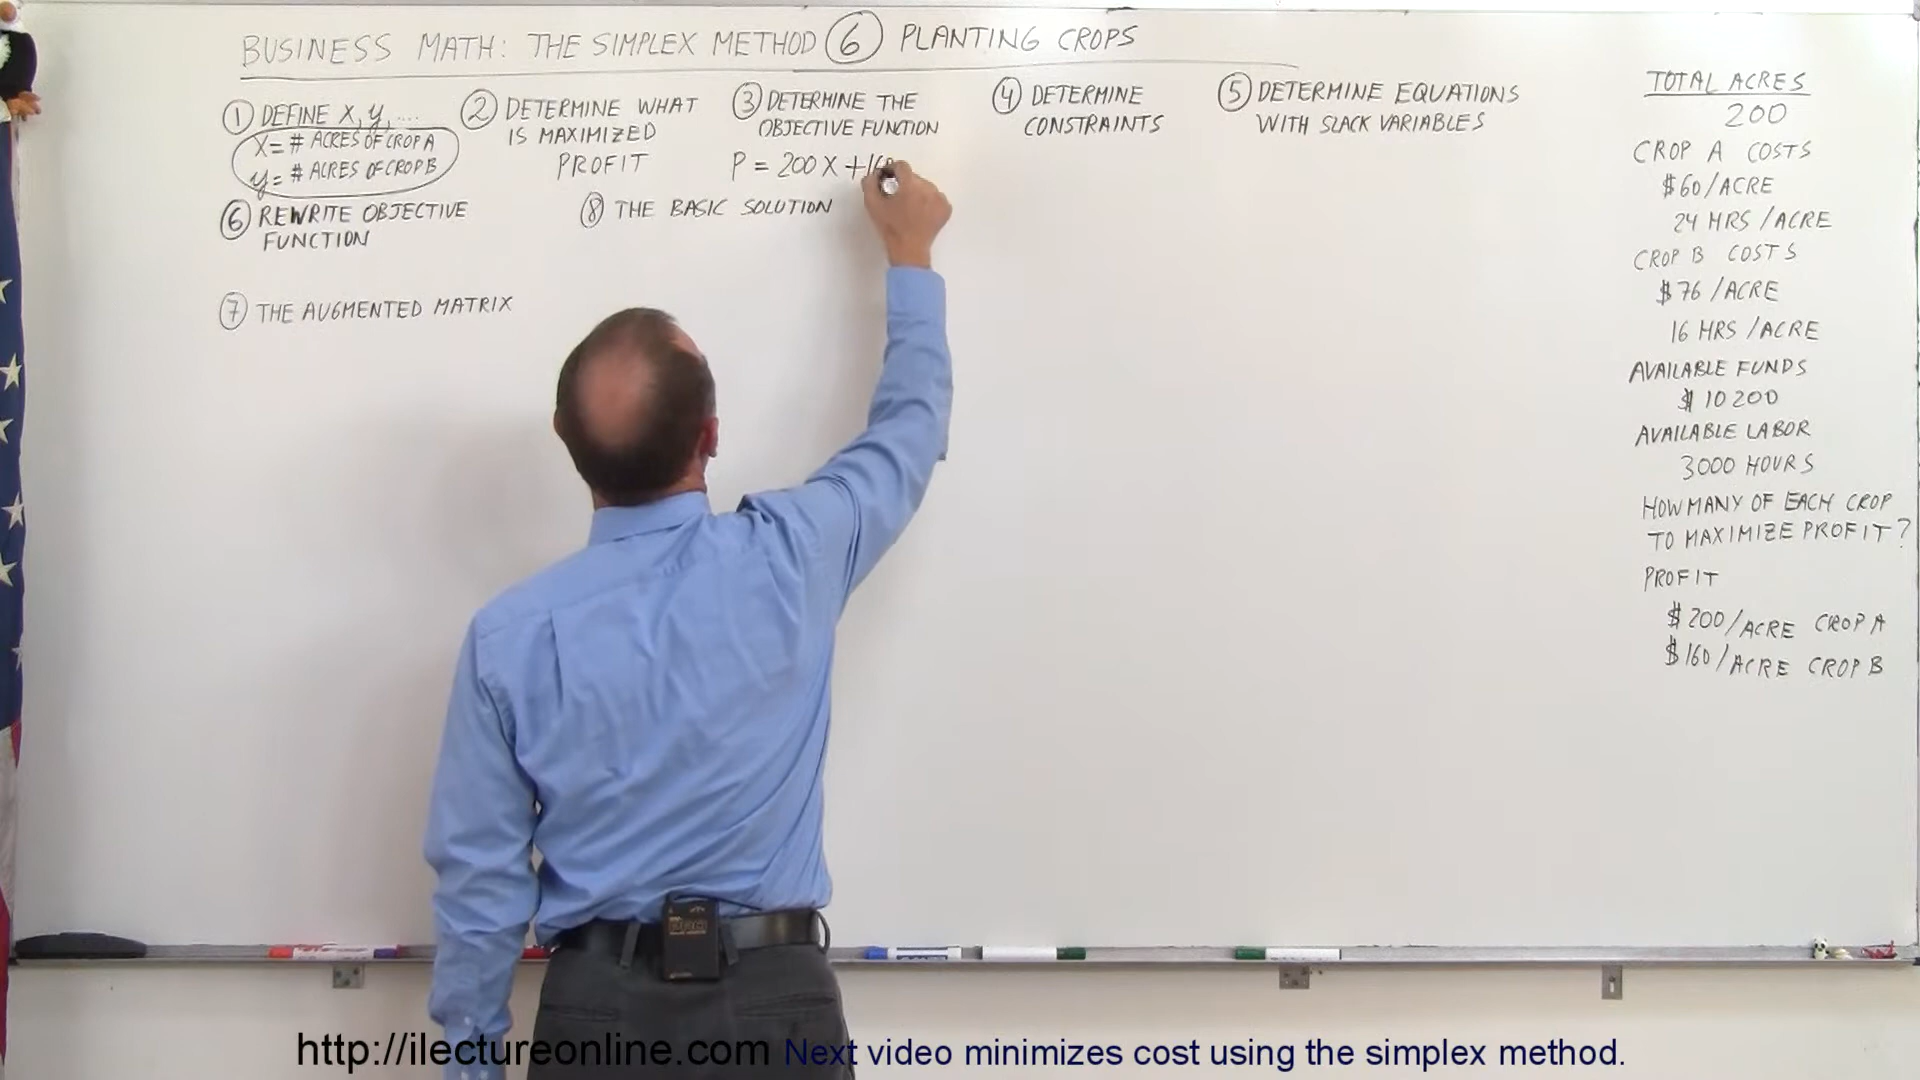 BUSINESS MATH: THE SIMPLEX METHOD 6 PLANTING CROPS
1 DEFINE X, y, ....
X = # ACRES OF CROP A
y = # ACRES OF CROP B
2 DETERMINE WHAT
IS MAXIMIZED
PROFIT
3 DETERMINE THE
OBJECTIVE FUNCTION
P = 200 X + 16
4 DETERMINE
CONSTRAINTS
5 DETERMINE EQUATIONS
WITH SLACK VARIABLES
6 REWRITE OBJECTIVE
FUNCTION
7 THE AUGMENTED MATRIX
8 THE BASIC SOLUTION
TOTAL ACRES
200
CROP A COSTS
$60/ACRE
24 HRS/ACRE
CROP B COSTS
$76/ACRE
16 HRS/ACRE
AVAILABLE FUNDS
$10200
AVAILABLE LABOR
3000 HOURS
HOW MANY OF EACH CROP
TO MAXIMIZE PROFIT?
PROFIT
$200/ACRE CROP A
$160/ACRE CROP B
http://ilectureonline.com Next video minimizes cost using the simplex method.